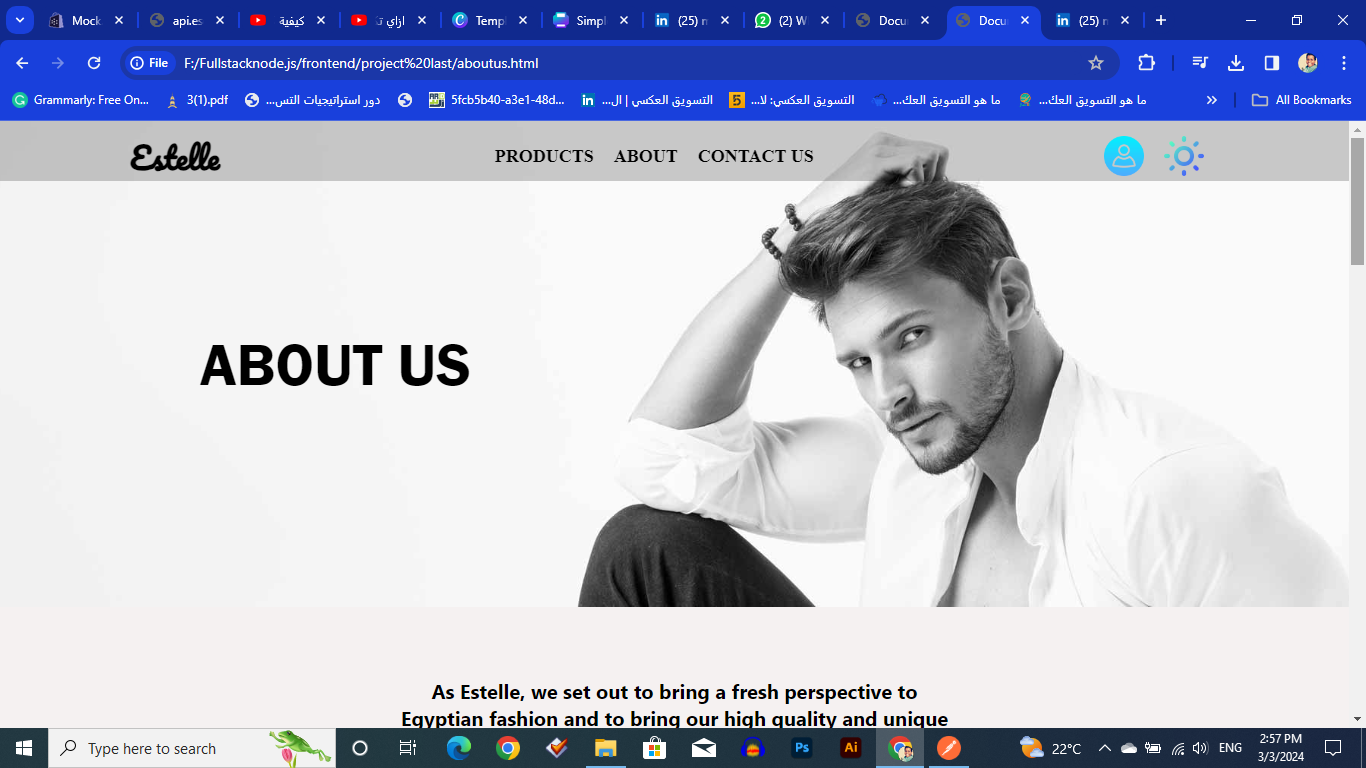 Mock
api.es
كيفية
ازاي تا
Templ
Simpl
(25) n
(2) W
Docu
Docu
(25) n
File
F:/Fullstacknode.js/frontend/project%20last/aboutus.html
Grammarly: Free On...
3(1).pdf
دور استراتيجيات التس...
5fcb5b40-a3e1-48d...
التسويق العكسي | ال...
التسويق العكسي: لا...
ما هو التسويق العك...
ما هو التسويق العك...
All Bookmarks
Estelle
PRODUCTS
ABOUT
CONTACT US
ABOUT US
As Estelle, we set out to bring a fresh perspective to
Egyptian fashion and to bring our high quality and unique
Type here to search
Ps
Ai
22°C
ENG
2:57 PM
3/3/2024